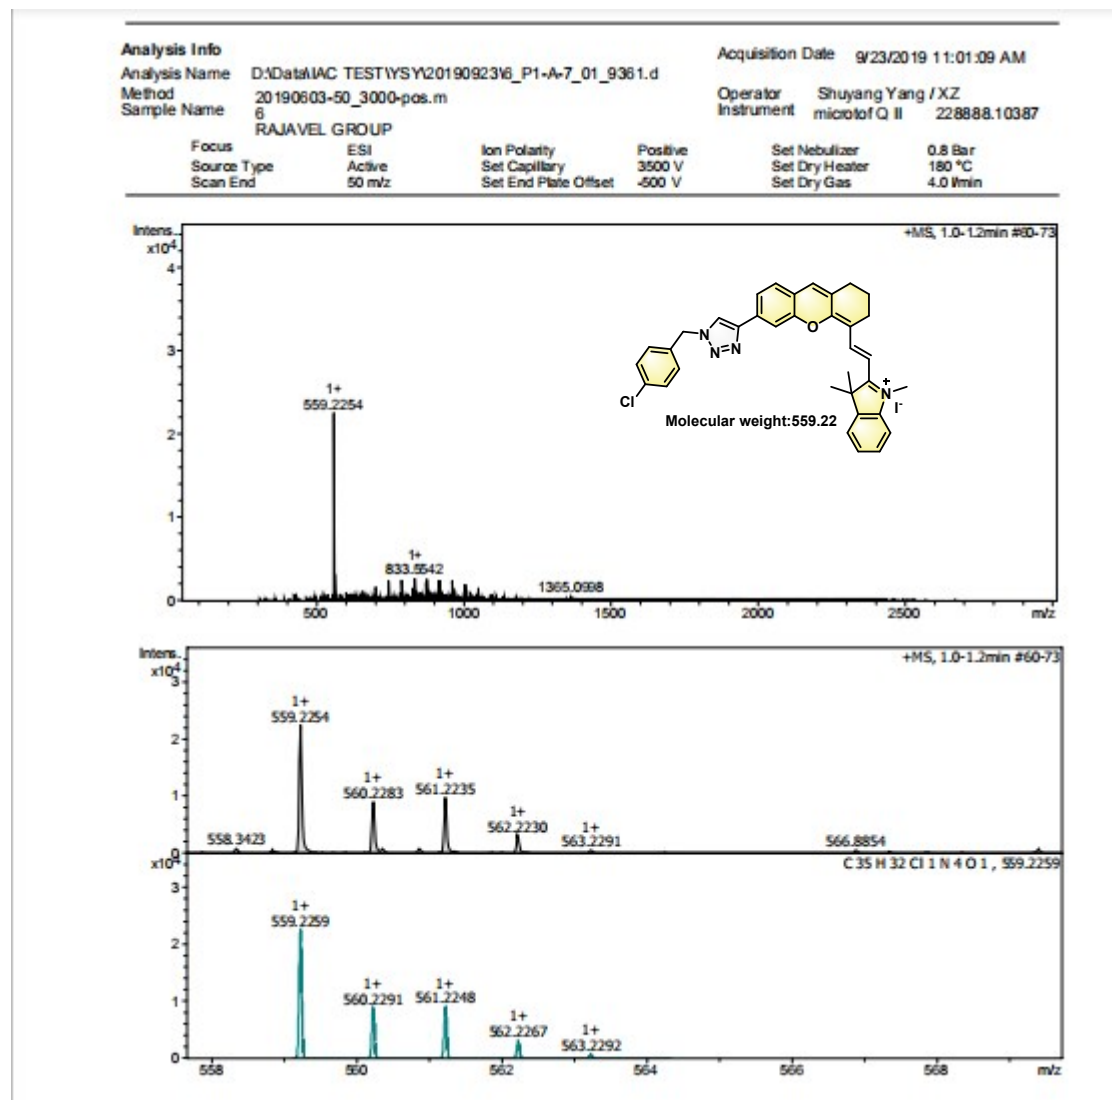 Analysis Info
Acquisition Date 9/23/2019 11:01:09 AM
Analysis Name D:\Data\IAC TEST\YSY\20190923\6_P1-A-7_01_9361.d
Method 20190603-50_3000-pos.m
Operator Shuyang Yang / XZ
Sample Name 6
Instrument microtof Q II 228888.10387
RAJAVEL GROUP
Focus ESI Ion Polarity Positive Set Nebulizer 0.8 Bar
Source Type Active Set Capillary 3500 V Set Dry Heater 180 °C
Scan End 50 m/z Set End Plate Offset -500 V Set Dry Gas 4.0 l/min
Intens.
x10⁴
+MS, 1.0-1.2min #60-73
4
3
2
1
0
1+
559.2254
1+
833.5542
1365.0998
N
N=N
O
Cl
N+
I-
Molecular weight:559.22
500 1000 1500 2000 2500 m/z
Intens.
x10⁴
+MS, 1.0-1.2min #60-73
3
2
1
0
558.3423
1+
559.2254
1+
560.2283
1+
561.2235
1+
562.2230
1+
563.2291
566.8854
x10⁴
C 35 H 32 Cl 1 N 4 O 1 , 559.2259
3
2
1
0
1+
559.2259
1+
560.2291
1+
561.2248
1+
562.2267
1+
563.2292
558 560 562 564 566 568 m/z